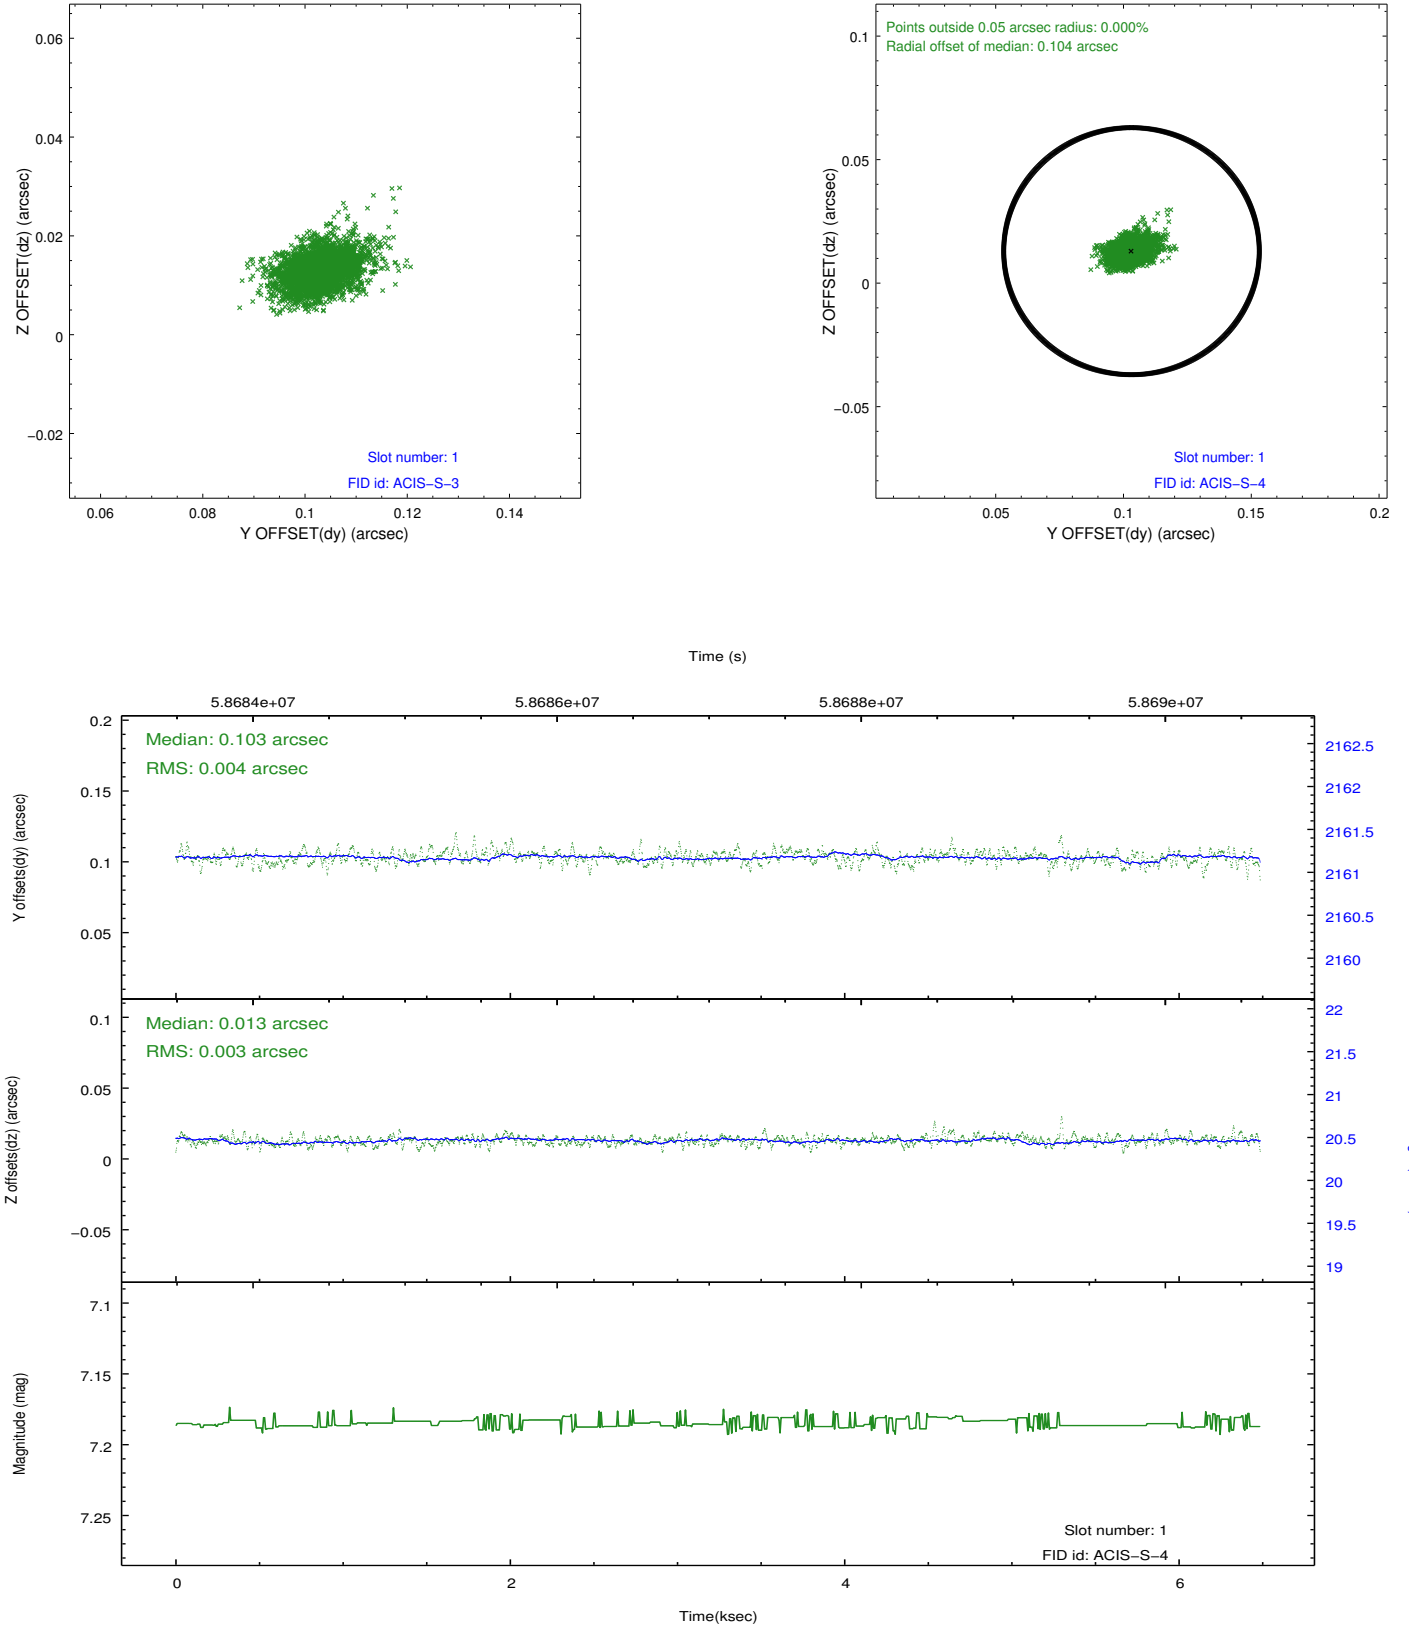 0.06
0.04
0.02
0
−0.02
Z OFFSET(dz) (arcsec)
Slot number: 1
FID id: ACIS−S−3
0.06 0.08 0.1 0.12 0.14
Y OFFSET(dy) (arcsec)
Points outside 0.05 arcsec radius: 0.000%
Radial offset of median: 0.104 arcsec
0.1
0.05
0
−0.05
Z OFFSET(dz) (arcsec)
Slot number: 1
FID id: ACIS−S−4
0.05 0.1 0.15 0.2
Y OFFSET(dy) (arcsec)
Time (s)
5.8684e+07 5.8686e+07 5.8688e+07 5.869e+07
Median: 0.103 arcsec
RMS: 0.004 arcsec
0.2
0.15
0.1
0.05
Y offsets(dy) (arcsec)
2162.5
2162
2161.5
2161
2160.5
2160
Median: 0.013 arcsec
RMS: 0.003 arcsec
0.1
0.05
0
−0.05
Z offsets(dz) (arcsec)
22
21.5
21
20.5
20
19.5
19
7.1
7.15
7.2
7.25
Magnitude (mag)
Slot number: 1
FID id: ACIS−S−4
0 2 4 6
Time(ksec)